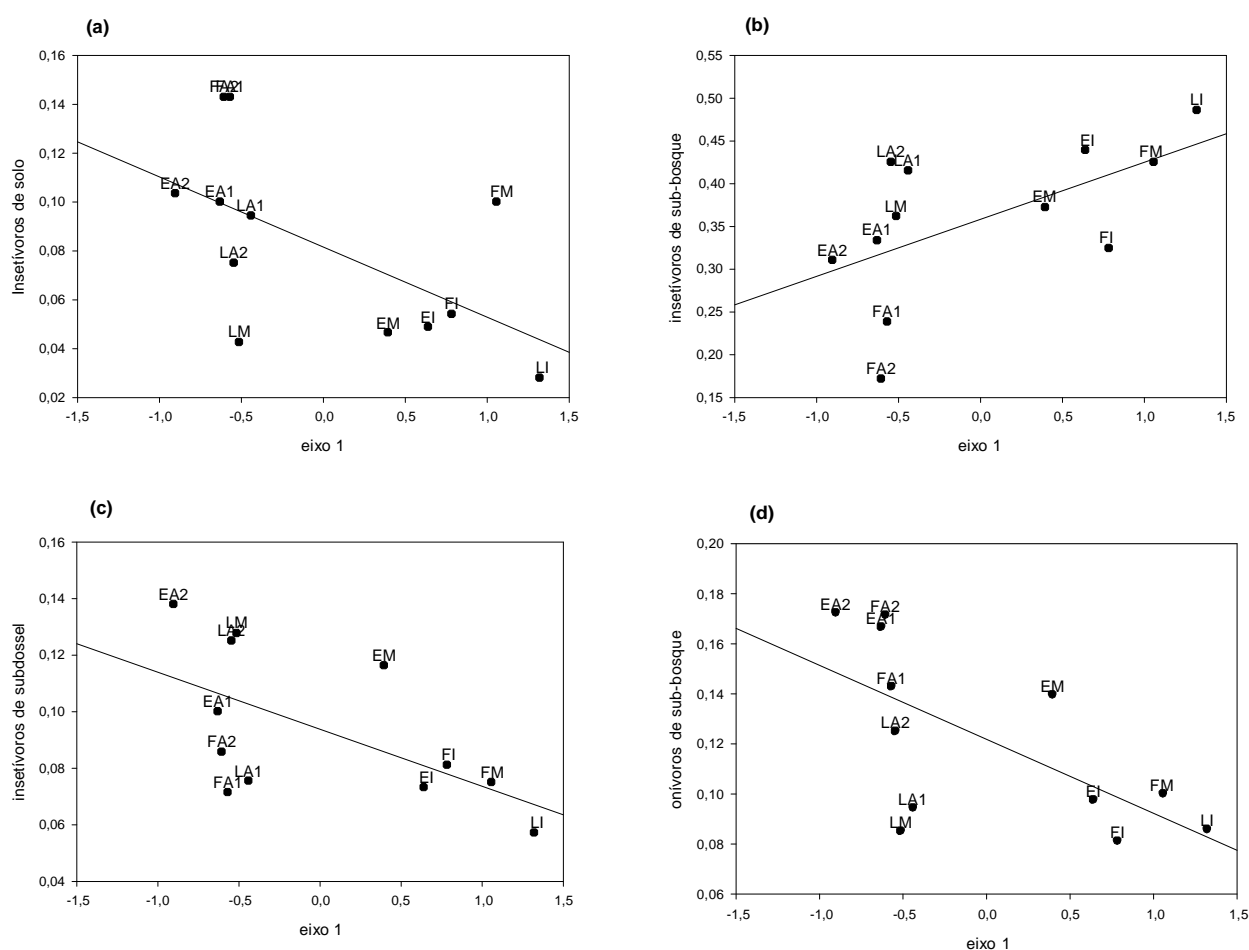 (a)
0,16
0,14
0,12
0,10
0,08
0,06
0,04
0,02
Insetívoros de solo
FA2
FA1
EA2
EA1
LA1
FM
LA2
LM
EM
EI
FI
LI
-1,5 -1,0 -0,5 0,0 0,5 1,0 1,5
eixo 1
(b)
0,55
0,50
0,45
0,40
0,35
0,30
0,25
0,20
0,15
insetívoros de sub-bosque
LI
EI
LA2
LA1
FM
LM
EM
EA1
FI
EA2
FA1
FA2
-1,5 -1,0 -0,5 0,0 0,5 1,0 1,5
eixo 1
(c)
0,16
0,14
0,12
0,10
0,08
0,06
0,04
insetívoros de subdossel
EA2
LM
LA2
EM
EA1
FA2
FA1
LA1
EI
FI
FM
LI
-1,5 -1,0 -0,5 0,0 0,5 1,0 1,5
eixo 1
(d)
0,20
0,18
0,16
0,14
0,12
0,10
0,08
0,06
onívoros de sub-bosque
EA2
FA2
EA1
FA1
EM
LA2
LA1
LM
EI
FM
FI
LI
-1,5 -1,0 -0,5 0,0 0,5 1,0 1,5
eixo 1